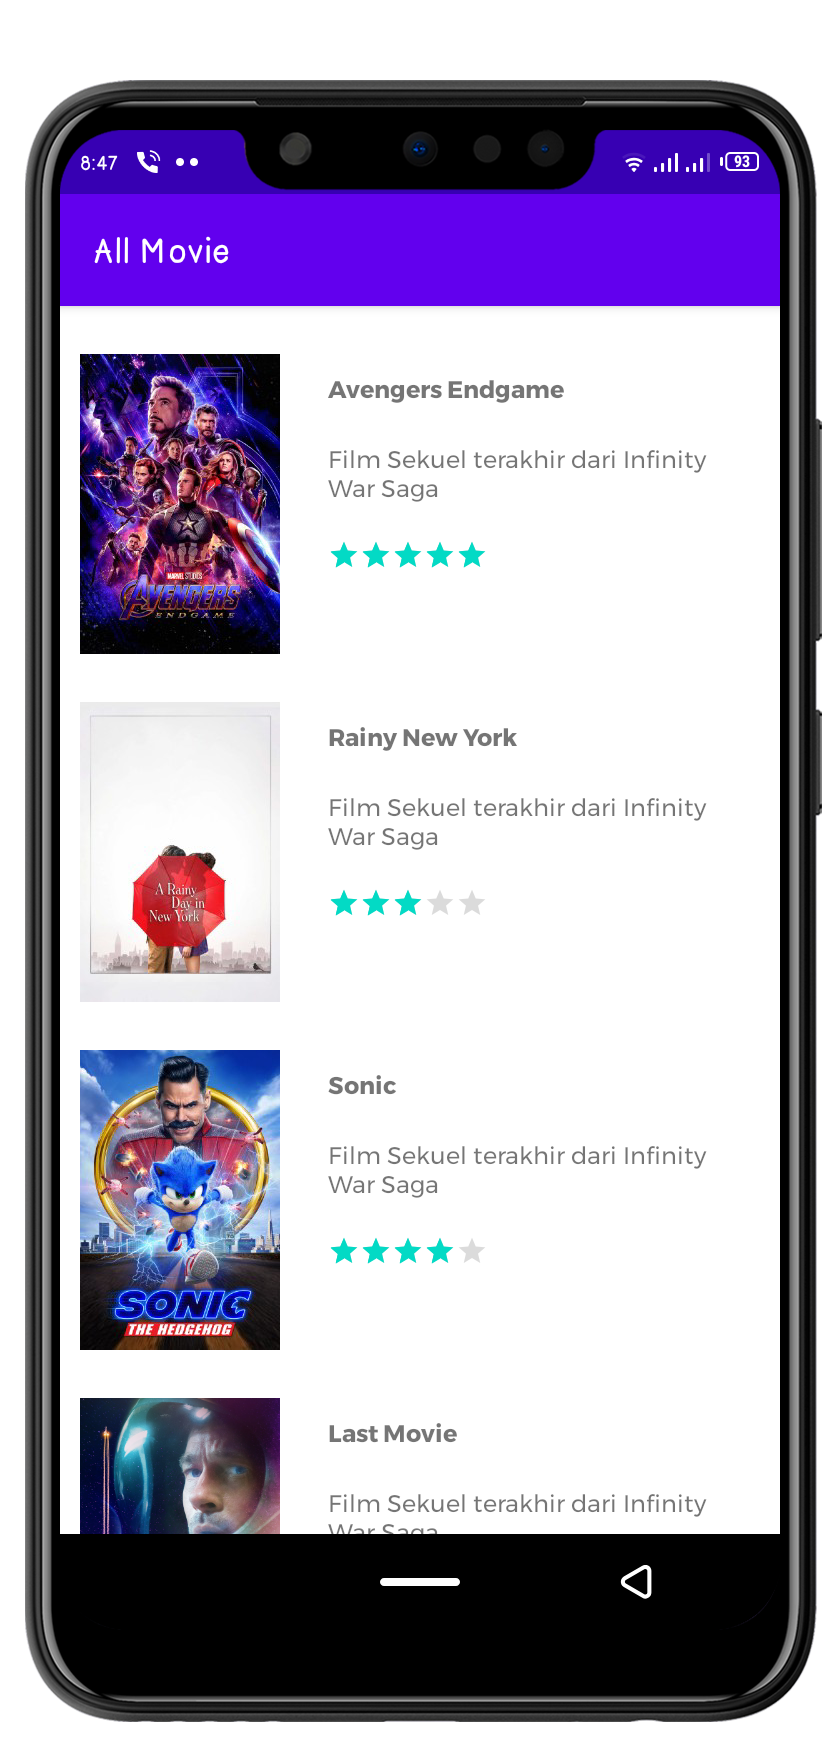 8:47
93
All Movie
MARVEL STUDIOS
AVENGERS
ENDGAME
Avengers Endgame
Film Sekuel terakhir dari Infinity
War Saga
A Rainy
Day in
New York
Rainy New York
Film Sekuel terakhir dari Infinity
War Saga
SONIC
THE HEDGEHOG
Sonic
Film Sekuel terakhir dari Infinity
War Saga
Last Movie
Film Sekuel terakhir dari Infinity
War Saga